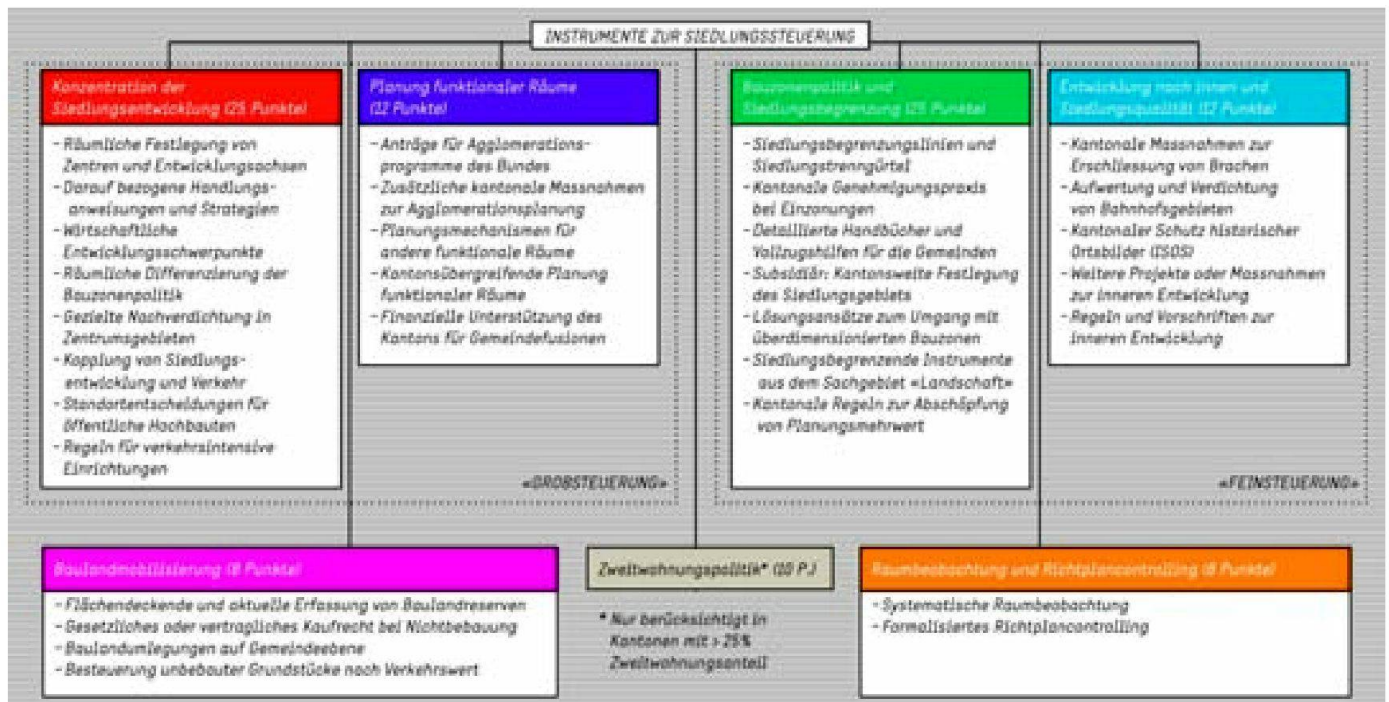 INSTRUMENTE ZUR SIEDLUNGSSTEUERUNG
Konzentration der
Siedlungsentwicklung (25 Punkte)
- Räumliche Festlegung von
Zentren und Entwicklungsachsen
- Darauf bezogene Handlungs-
anweisungen und Strategien
- Wirtschaftliche
Entwicklungsschwerpunkte
- Räumliche Differenzierung der
Bauzonenpolitik
- Gezielte Nachverdichtung in
Zentrumsgebieten
- Kopplung von Siedlungs-
entwicklung und Verkehr
- Standortentscheidungen für
öffentliche Hochbauten
- Regeln für verkehrsintensive
Einrichtungen
Planung funktionaler Räume
(12 Punkte)
- Anträge für Agglomerations-
programme des Bundes
- Zusätzliche kantonale Massnahmen
zur Agglomerationsplanung
- Planungsmechanismen für
andere funktionale Räume
- Kantonsübergreifende Planung
funktionaler Räume
- Finanzielle Unterstützung des
Kantons für Gemeindefusionen
«GROBSTEUERUNG»
Bauzonenpolitik und
Siedlungsbegrenzung (25 Punkte)
- Siedlungsbegrenzungslinien und
Siedlungstrenngürtel
- Kantonale Genehmigungspraxis
bei Einzonungen
- Detaillierte Handbücher und
Vollzugshilfen für die Gemeinden
- Subsidiär: Kantonsweite Festlegung
des Siedlungsgebiets
- Lösungsansätze zum Umgang mit
überdimensionierten Bauzonen
- Siedlungsbegrenzende Instrumente
aus dem Sachgebiet «Landschaft»
- Kantonale Regeln zur Abschöpfung
von Planungsmehrwert
Entwicklung nach Innen und
Siedlungsqualität (12 Punkte)
- Kantonale Massnahmen zur
Erschliessung von Brachen
- Aufwertung und Verdichtung
von Bahnhofsgebieten
- Kantonaler Schutz historischer
Ortsbilder (ISOS)
- Weitere Projekte oder Massnahmen
zur inneren Entwicklung
- Regeln und Vorschriften zur
inneren Entwicklung
«FEINSTEUERUNG»
Baulandmobilisierung (8 Punkte)
- Flächendeckende und aktuelle Erfassung von Baulandreserven
- Gesetzliches oder vertragliches Kaufrecht bei Nichtbebauung
- Baulandumlegungen auf Gemeindeebene
- Besteuerung unbebauter Grundstücke nach Verkehrswert
Zweitwohnungspolitik* (10 P.)
* Nur berücksichtigt in
Kantonen mit > 25%
Zweitwohnungsanteil
Raumbeobachtung und Richtplancontrolling (8 Punkte)
- Systematische Raumbeobachtung
- Formalisiertes Richtplancontrolling